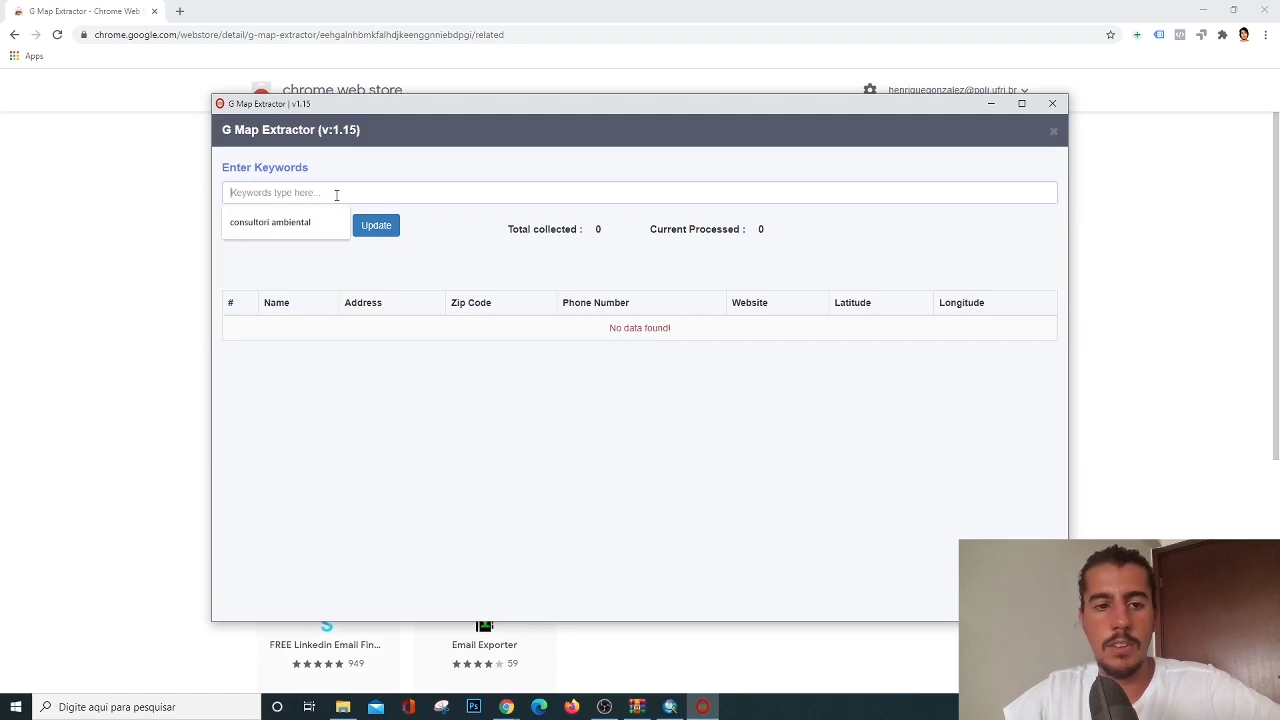 G Map Extractor - Chrome Web S
chrome.google.com/webstore/detail/g-map-extractor/eehgalnhbmkfalhdjkeenggnniebdpgi/related
Apps
chrome web store
henriquegonzalez@poli.ufrj.br
G Map Extractor | v1.15
G Map Extractor (v:1.15)
Enter Keywords
Keywords type here...
consultori ambiental
Update
Total collected : 0
Current Processed : 0
# Name Address Zip Code Phone Number Website Latitude Longitude
No data found!
FREE Linkedin Email Fin...
Email Exporter
949
59
Digite aqui para pesquisar